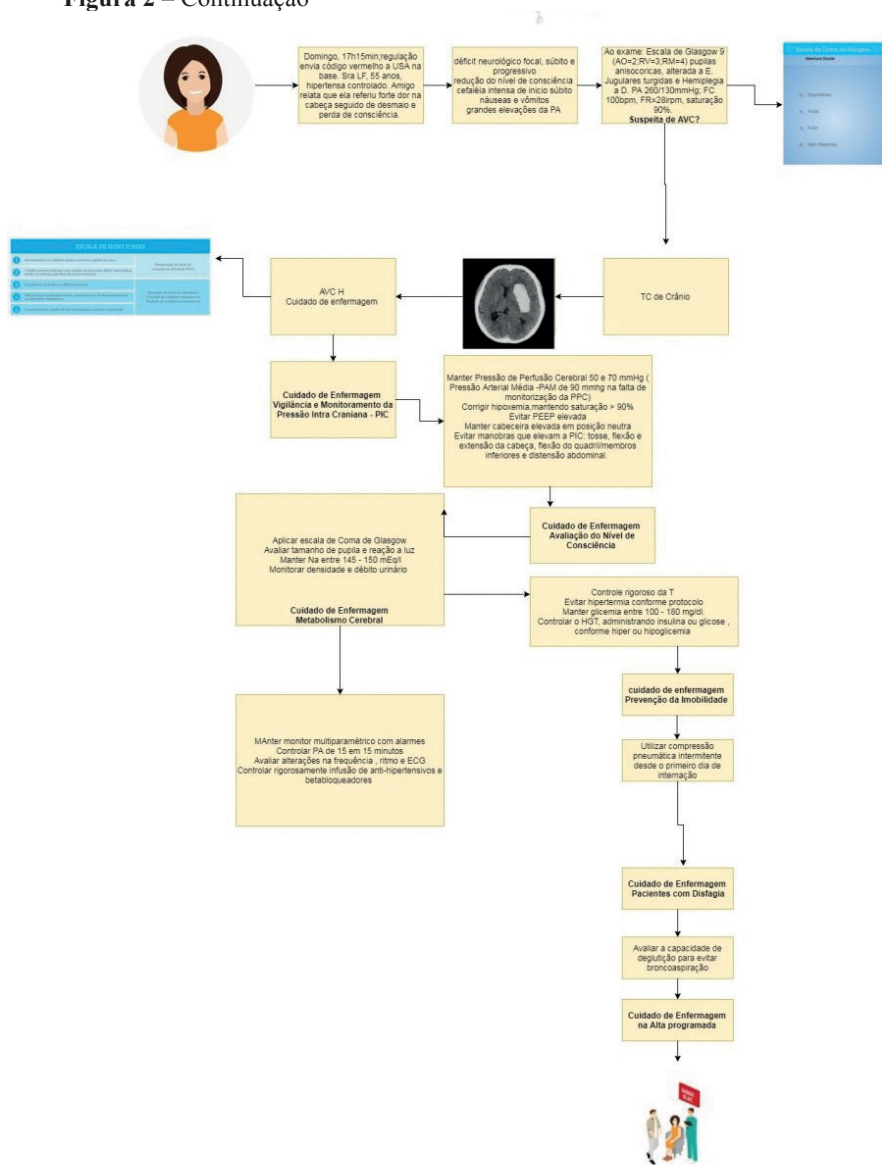 Figura 2 – Continuação
Domingo, 17h15min;regulação
envia código vermelho a USA na
base. Sra LF, 55 anos,
hipertensa controlado. Amigo
relata que ela referiu forte dor na
cabeça seguido de desmaio e
perda de consciência.
déficit neurológico focal, súbito e
progressivo
redução do nível de consciência
cefaléia intensa de inicio súbito
náuseas e vômitos
grandes elevações da PA
Ao exame: Escala de Glasgow 9
(AO=2;RV=3,RM=4) pupilas
anisocoricas, alterada a E.
Jugulares turgidas e Hemiplegia
a D. PA 260/130mmHg; FC
100bpm, FR=28irpm, saturação
90%.
Suspeita de AVC?
Escala de Coma de Glasgow
Abertura Ocular
TC de Crânio
AVC H
Cuidado de enfermagem
ESCALA DE HUNT E HESS
Cuidado de Enfermagem
Vigilância e Monitoramento da
Pressão Intra Craniana - PIC
Manter Pressão de Perfusão Cerebral 50 e 70 mmHg (
Pressão Arterial Média -PAM de 90 mmhg na falta de
monitorização da PPC)
Corrigir hipoxemia,mantendo saturação > 90%
Evitar PEEP elevada
Manter cabeceira elevada em posição neutra
Evitar manobras que elevam a PIC: tosse, flexão e
extensão da cabeça, flexão do quadril/membros
inferiores e distensão abdominal.
Cuidado de Enfermagem
Avaliação do Nível de
Consciência
Aplicar escala de Coma de Glasgow
Avaliar tamanho de pupila e reação a luz
Manter Na entre 145 - 150 mEq/l
Monitorar densidade e débito urinário
Cuidado de Enfermagem
Metabolismo Cerebral
Controle rigoroso da T
Evitar hipertermia conforme protocolo
Manter glicemia entre 100 - 180 mg/dl.
Controlar o HGT, administrando insulina ou glicose ,
conforme hiper ou hipoglicemia
cuidado de enfermagem
Prevenção da Imobilidade
MAnter monitor multiparamétrico com alarmes
Controlar PA de 15 em 15 minutos
Avaliar alterações na frequência , ritmo e ECG
Controlar rigorosamente infusão de anti-hipertensivos e
betabloqueadores
Utilizar compressão
pneumática intermitente
desde o primeiro dia de
internação
Cuidado de Enfermagem
Pacientes com Disfagia
Avaliar a capacidade de
deglutição para evitar
broncoaspiração
Cuidado de Enfermagem
na Alta programada